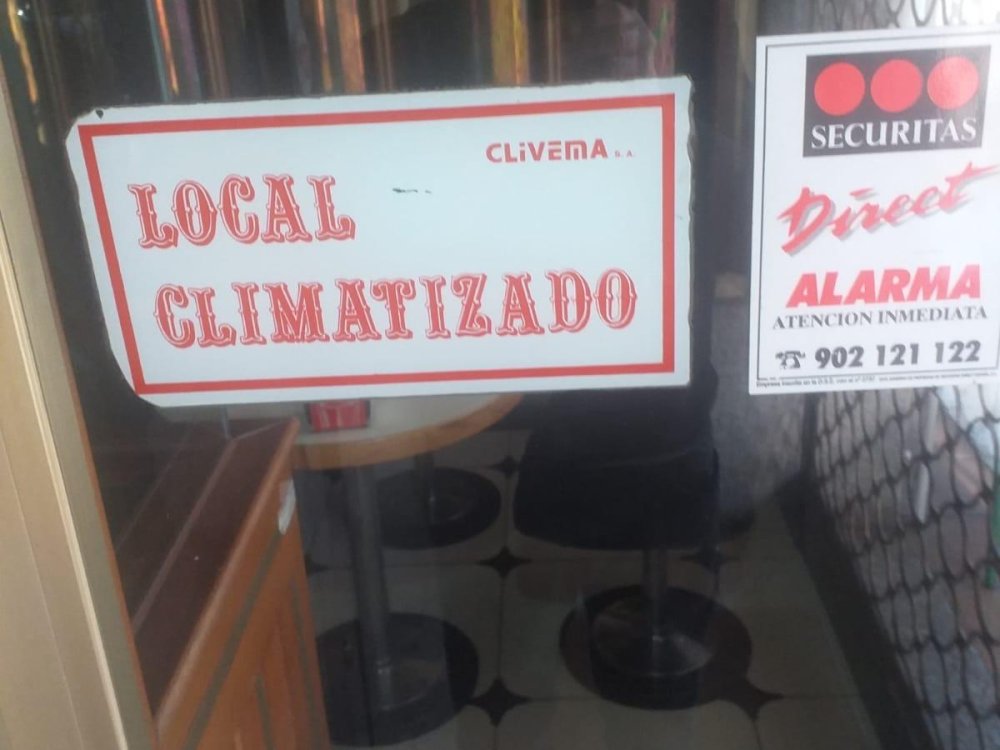 CLiVEMA S.A.
LOCAL
CLIMATIZADO
SECURITAS
Direct
ALARMA
ATENCION INMEDIATA
902 121 122